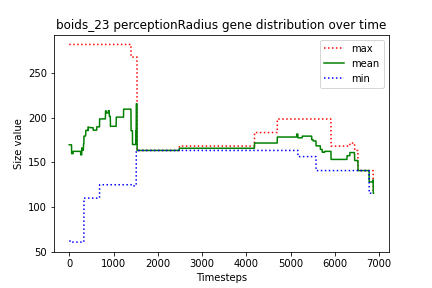 boids_23 perceptionRadius gene distribution over time
max
mean
min
Size value
250
200
150
100
50
0
1000
2000
3000
4000
5000
6000
7000
Timesteps